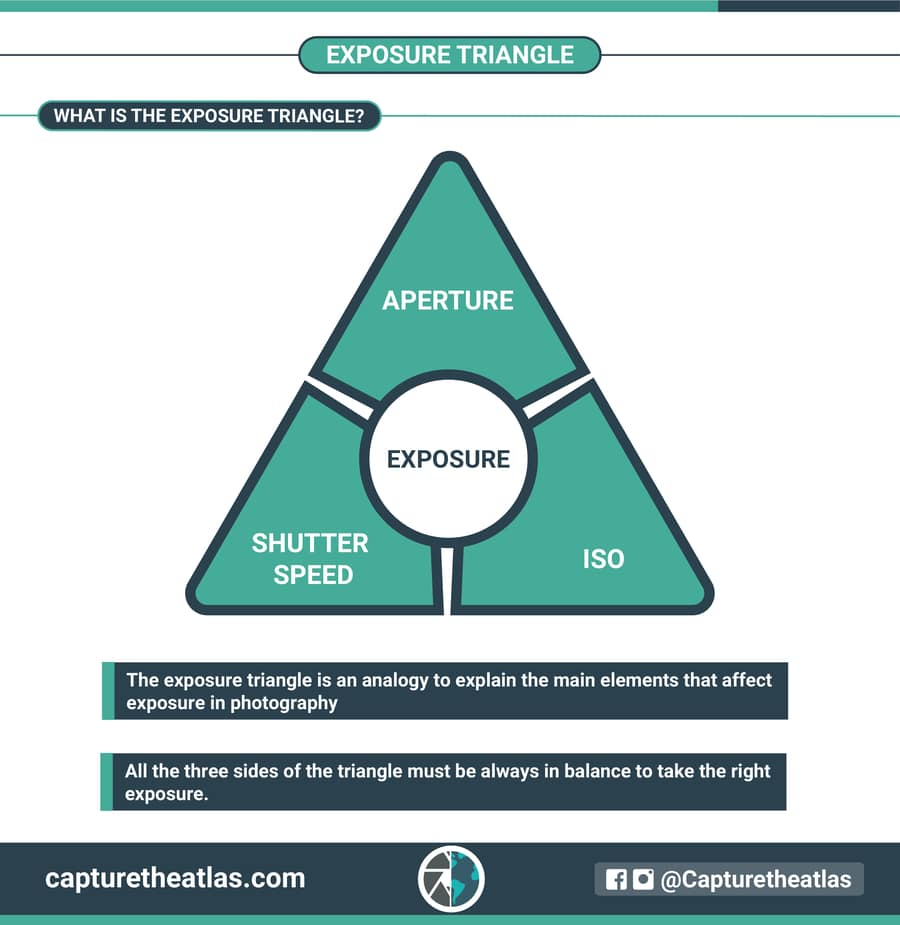 EXPOSURE TRIANGLE
WHAT IS THE EXPOSURE TRIANGLE?
APERTURE
EXPOSURE
SHUTTER
SPEED
ISO
The exposure triangle is an analogy to explain the main elements that affect
exposure in photography
All the three sides of the triangle must be always in balance to take the right
exposure.
capturetheatlas.com
@Capturetheatlas